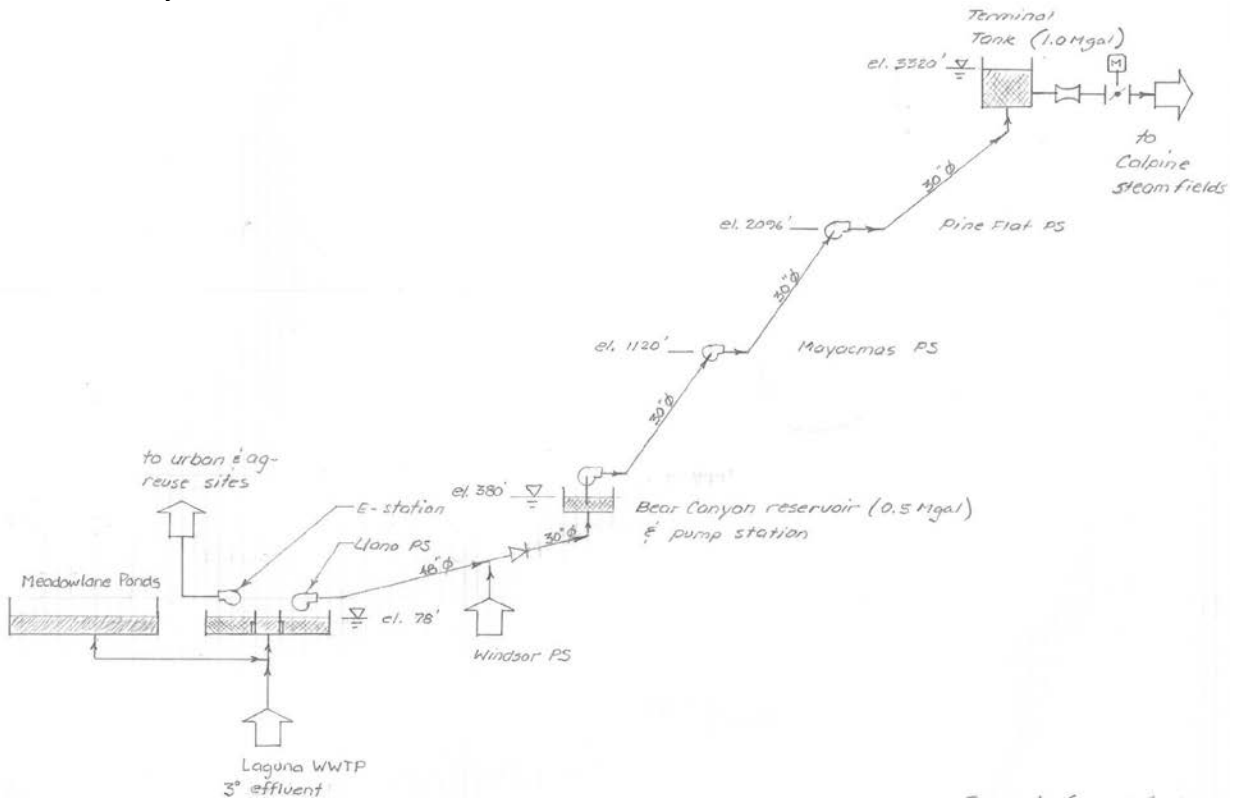 Terminal
Tank (1.0 Mgal)
el. 3320'
M
to
Calpine
steam fields
30"ϕ
el. 2096'
Pine Flat PS
30"ϕ
el. 1120'
Mayacmas PS
30"ϕ
to urban & ag-
reuse sites
el. 380'
Bear Canyon reservoir (0.5 Mgal)
& pump station
E-station
Llano PS
30"ϕ
48"ϕ
Meadowlane Ponds
el. 78'
Windsor PS
Laguna WWTP
3° effluent